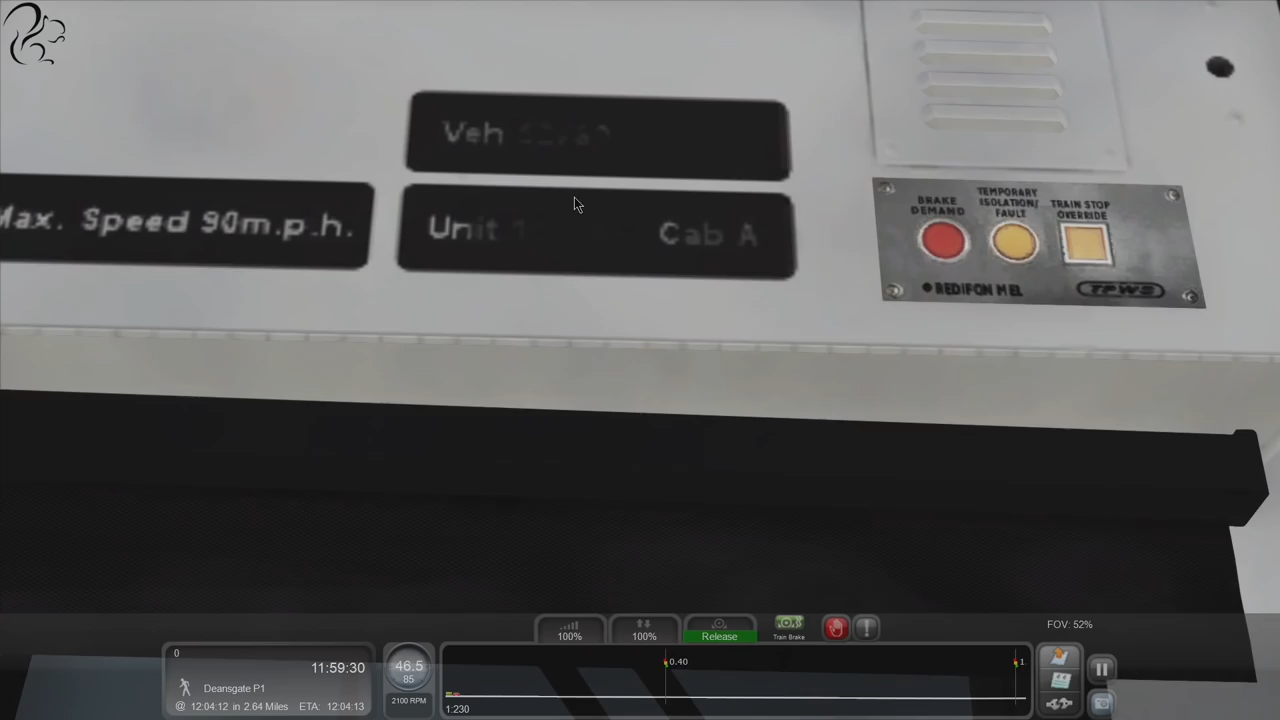 Veh
Max. Speed 90m.p.h.
Unit 1
Cab A
BRAKE DEMAND
TEMPORARY ISOLATION/ FAULT
TRAIN STOP OVERRIDE
REDIFON MEL
TPWS
FOV: 52%
100%
100%
Release
Train Brake
0
11:59:30
Deansgate P1
@ 12:04:12 in 2.64 Miles ETA: 12:04:13
46.5
85
2100 RPM
0.40
1.
1:230